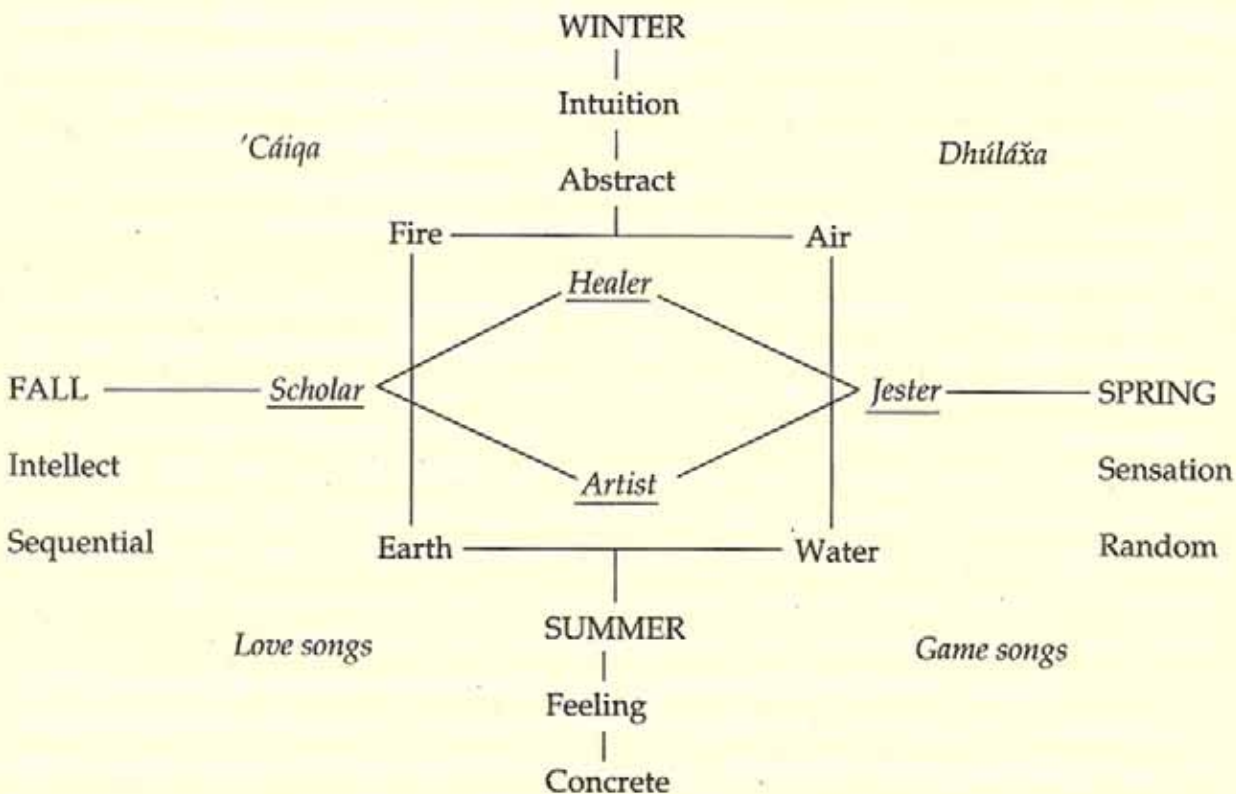 WINTER
Intuition
'Cáiqa
Dhúláx̌a
Abstract
Fire
Air
Healer
FALL
Scholar
Jester
SPRING
Intellect
Sensation
Artist
Sequential
Earth
Water
Random
SUMMER
Love songs
Game songs
Feeling
Concrete